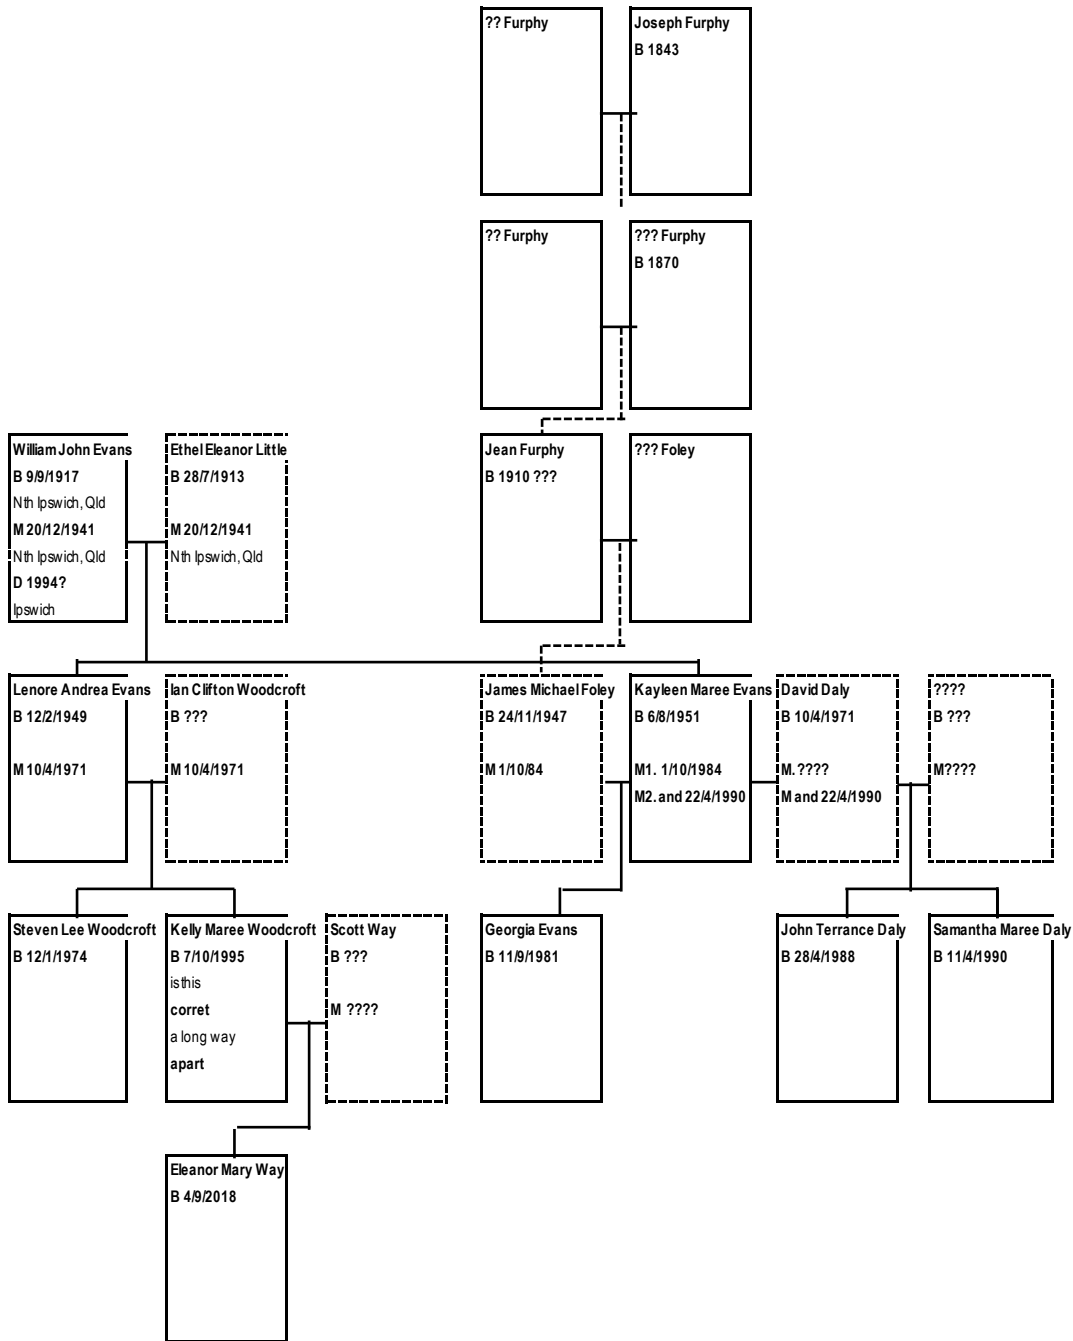 ?? Furphy
Joseph Furphy
B 1843
?? Furphy
??? Furphy
B 1870
William John Evans
B 9/9/1917
Nth Ipswich, Qld
M 20/12/1941
Nth Ipswich, Qld
D 1994?
Ipswich
Ethel Eleanor Little
B 28/7/1913
M 20/12/1941
Nth Ipswich, Qld
Jean Furphy
B 1910 ???
??? Foley
Lenore Andrea Evans
B 12/2/1949
M 10/4/1971
Ian Clifton Woodcroft
B ???
M 10/4/1971
James Michael Foley
B 24/11/1947
M 1/10/84
Kayleen Maree Evans
B 6/8/1951
M1. 1/10/1984
M2. and 22/4/1990
David Daly
B 10/4/1971
M. ????
M and 22/4/1990
????
B ???
M????
Steven Lee Woodcroft
B 12/1/1974
Kelly Maree Woodcroft
B 7/10/1995
is this
corret
a long way
apart
Scott Way
B ???
M ????
Georgia Evans
B 11/9/1981
John Terrance Daly
B 28/4/1988
Samantha Maree Daly
B 11/4/1990
Eleanor Mary Way
B 4/9/2018